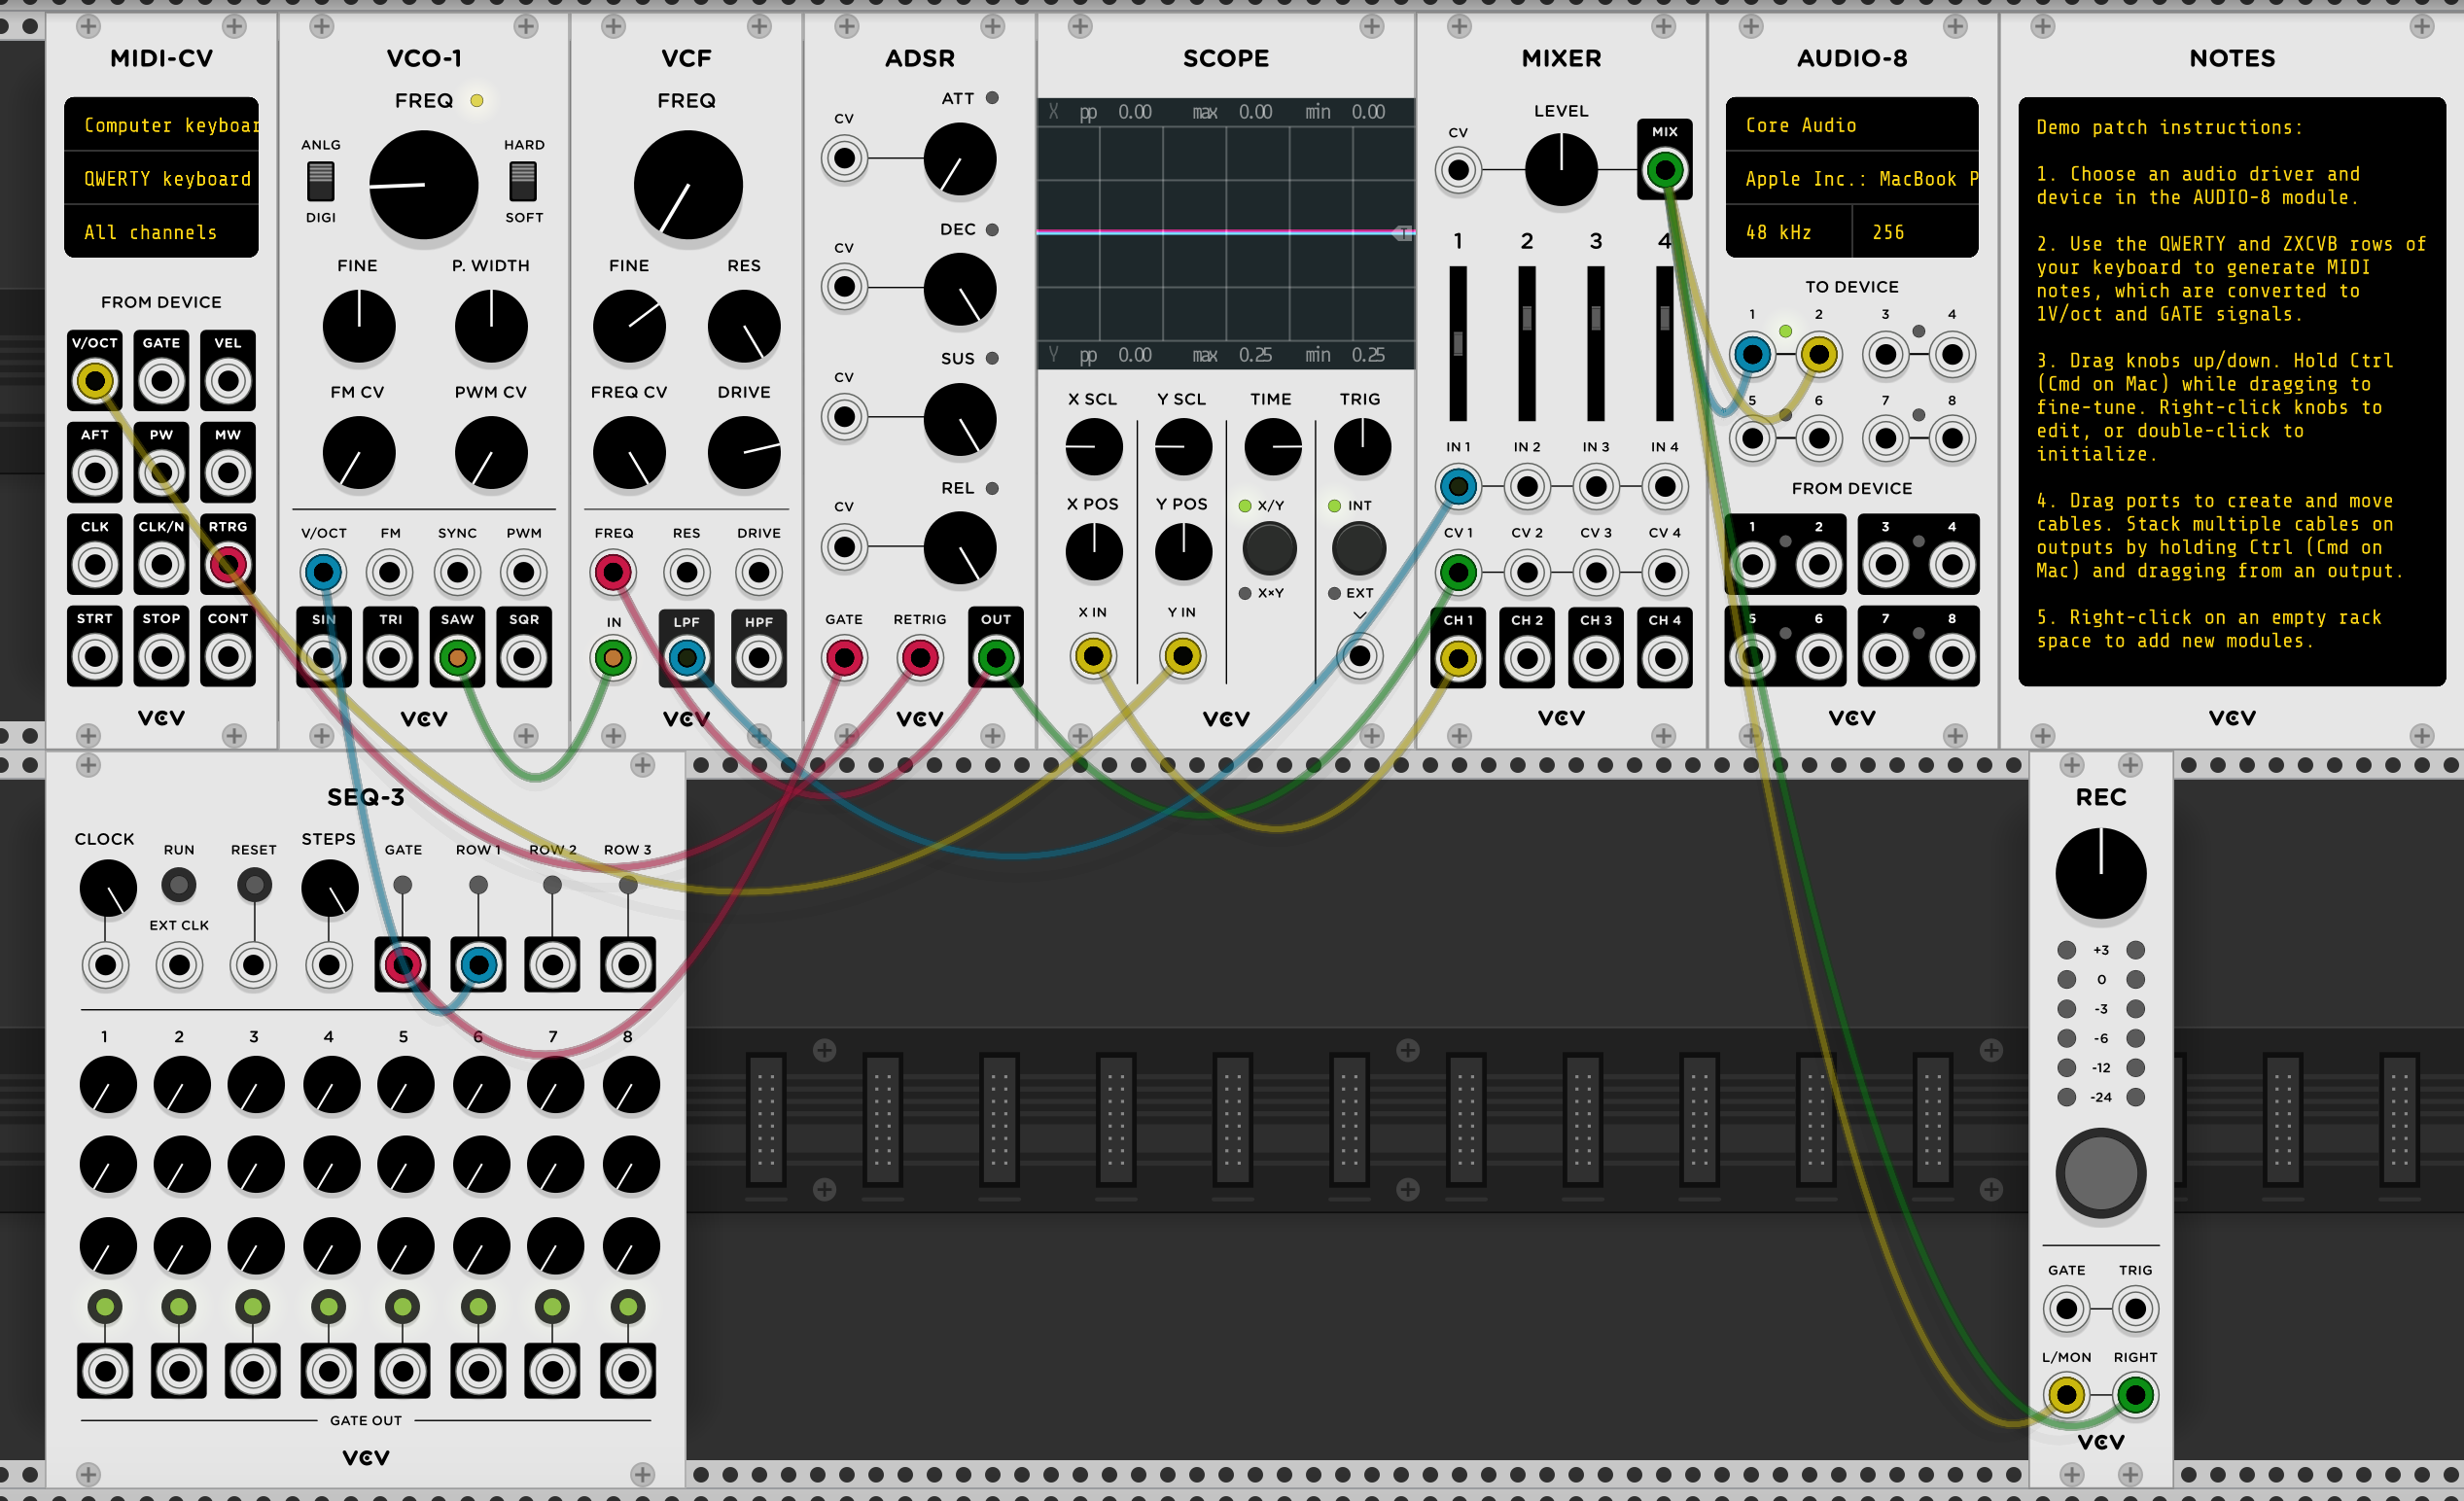 MIDI-CV
Computer keyboar
QWERTY keyboard
All channels
FROM DEVICE
V/OCT GATE VEL
AFT PW MW
CLK CLK/N RTRG
STRT STOP CONT
VCV
VCO-1
FREQ
ANLG HARD
DIGI SOFT
FINE P. WIDTH
FM CV PWM CV
V/OCT FM SYNC PWM
SIN TRI SAW SQR
VCV
VCF
FREQ
FINE RES
FREQ CV DRIVE
FREQ RES DRIVE
IN LPF HPF
VCV
ADSR
ATT
CV
DEC
CV
SUS
CV
REL
CV
GATE RETRIG OUT
VCV
SCOPE
X pp 0.00 max 0.00 min 0.00
T
Y pp 0.00 max 0.25 min 0.25
X SCL Y SCL TIME TRIG
X POS Y POS X/Y INT
X×Y EXT
X IN Y IN
VCV
MIXER
LEVEL
CV MIX
1 2 3 4
IN 1 IN 2 IN 3 IN 4
CV 1 CV 2 CV 3 CV 4
CH 1 CH 2 CH 3 CH 4
VCV
AUDIO-8
Core Audio
Apple Inc.: MacBook P
48 kHz 256
TO DEVICE
1 2 3 4
5 6 7 8
FROM DEVICE
1 2 3 4
5 6 7 8
VCV
NOTES
Demo patch instructions:
1. Choose an audio driver and
device in the AUDIO-8 module.
2. Use the QWERTY and ZXCVB rows of
your keyboard to generate MIDI
notes, which are converted to
1V/oct and GATE signals.
3. Drag knobs up/down. Hold Ctrl
(Cmd on Mac) while dragging to
fine-tune. Right-click knobs to
edit, or double-click to
initialize.
4. Drag ports to create and move
cables. Stack multiple cables on
outputs by holding Ctrl (Cmd on
Mac) and dragging from an output.
5. Right-click on an empty rack
space to add new modules.
VCV
SEQ-3
CLOCK RUN RESET STEPS GATE ROW 1 ROW 2 ROW 3
EXT CLK
1 2 3 4 5 6 7 8
GATE OUT
VCV
REC
+3
0
-3
-6
-12
-24
GATE TRIG
L/MON RIGHT
VCV